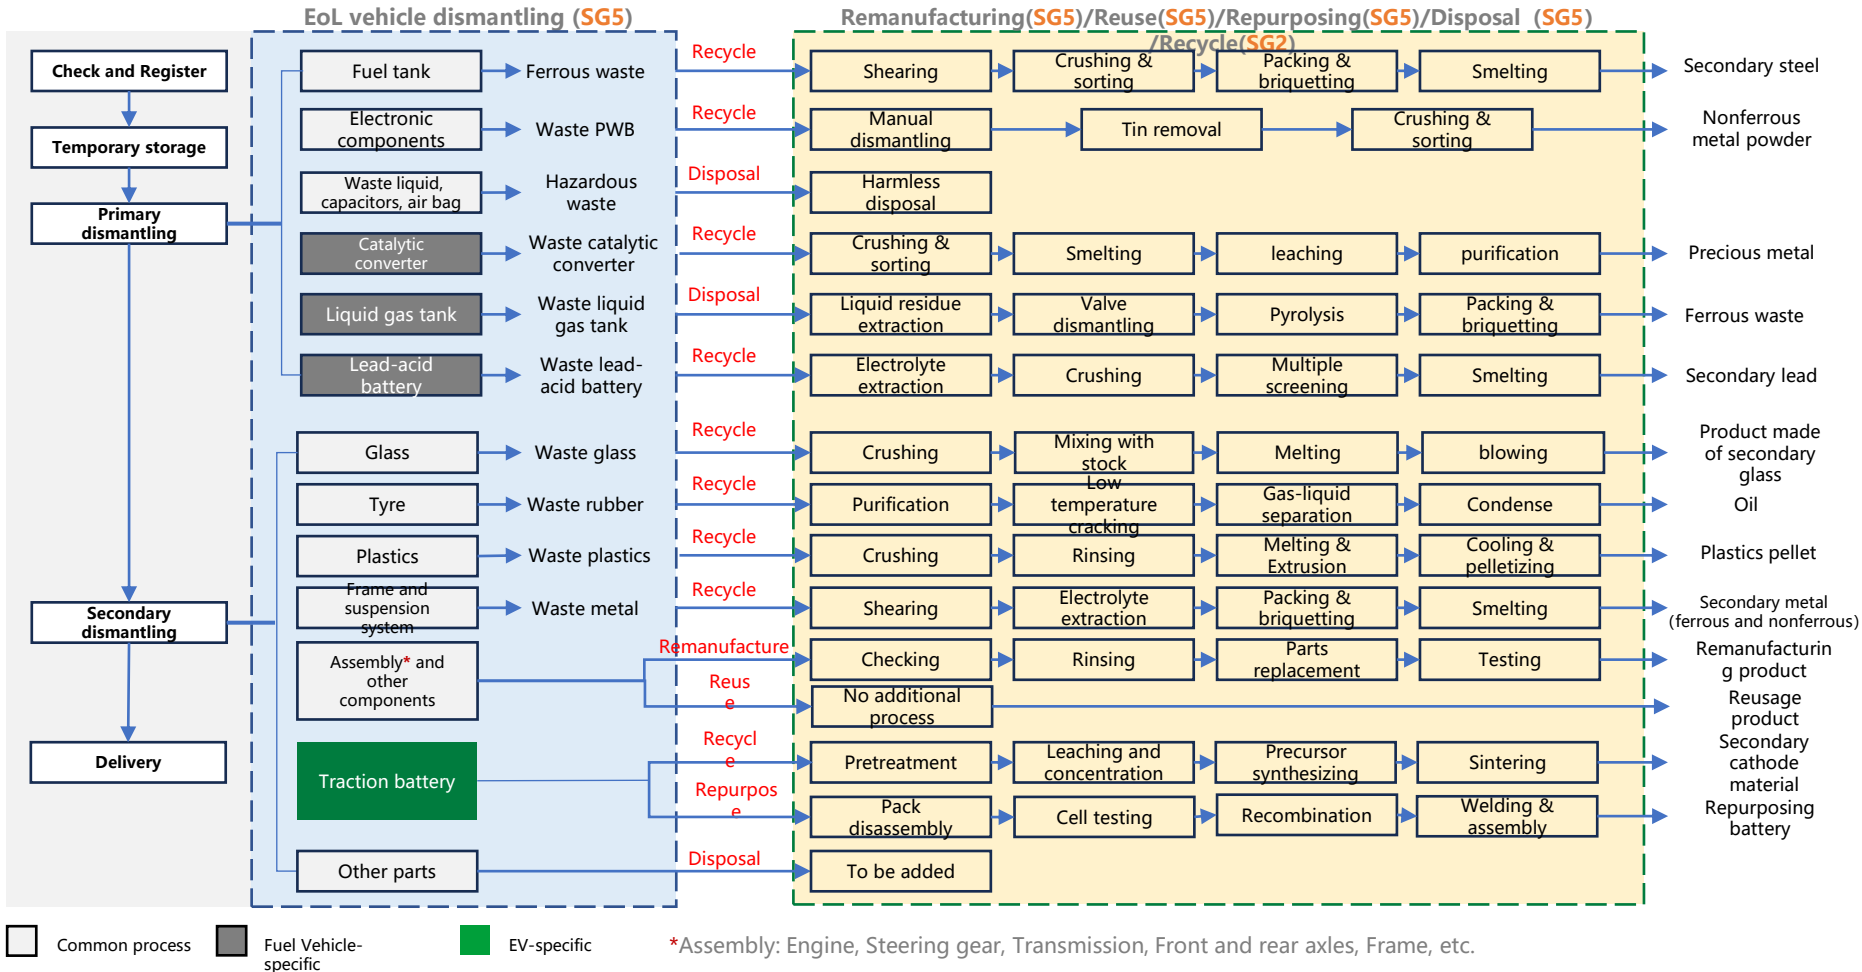 EoL vehicle dismantling (SG5)
Remanufacturing(SG5)/Reuse(SG5)/Repurposing(SG5)/Disposal (SG5)
/Recycle(SG2)
Check and Register
Temporary storage
Primary
dismantling
Secondary
dismantling
Delivery
Fuel tank
Ferrous waste
Recycle
Shearing
Crushing &
sorting
Packing &
briquetting
Smelting
Secondary steel
Electronic
components
Waste PWB
Recycle
Manual
dismantling
Tin removal
Crushing &
sorting
Nonferrous
metal powder
Waste liquid,
capacitors, air bag
Hazardous
waste
Disposal
Harmless
disposal
Catalytic
converter
Waste catalytic
converter
Recycle
Crushing &
sorting
Smelting
leaching
purification
Precious metal
Liquid gas tank
Waste liquid
gas tank
Disposal
Liquid residue
extraction
Valve
dismantling
Pyrolysis
Packing &
briquetting
Ferrous waste
Lead-acid
battery
Waste lead-
acid battery
Recycle
Electrolyte
extraction
Crushing
Multiple
screening
Smelting
Secondary lead
Glass
Waste glass
Recycle
Crushing
Mixing with
stock
Melting
blowing
Product made
of secondary
glass
Tyre
Waste rubber
Recycle
Purification
Low
temperature
cracking
Gas-liquid
separation
Condense
Oil
Plastics
Waste plastics
Recycle
Crushing
Rinsing
Melting &
Extrusion
Cooling &
pelletizing
Plastics pellet
Frame and
suspension
system
Waste metal
Recycle
Shearing
Electrolyte
extraction
Packing &
briquetting
Smelting
Secondary metal
(ferrous and nonferrous)
Assembly* and
other
components
Remanufacture
Checking
Rinsing
Parts
replacement
Testing
Remanufacturin
g product
Reus
e
No additional
process
Reusage
product
Traction battery
Recycl
e
Pretreatment
Leaching and
concentration
Precursor
synthesizing
Sintering
Secondary
cathode
material
Repurpos
e
Pack
disassembly
Cell testing
Recombination
Welding &
assembly
Repurposing
battery
Other parts
Disposal
To be added
Common process
Fuel Vehicle-
specific
EV-specific
*Assembly: Engine, Steering gear, Transmission, Front and rear axles, Frame, etc.